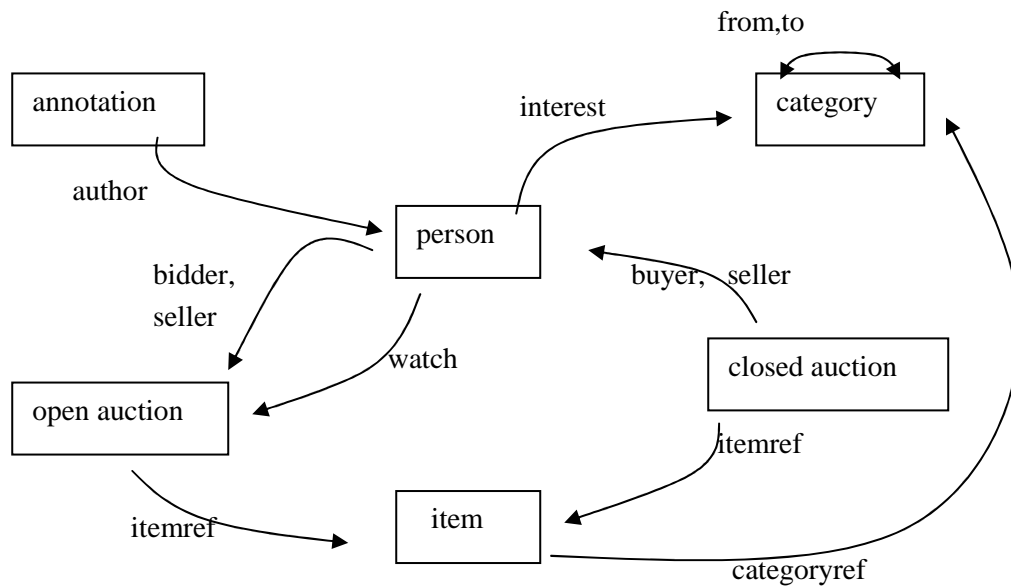 from,to
annotation
category
interest
author
person
bidder,
seller
buyer, seller
watch
closed auction
open auction
itemref
itemref
item
categoryref